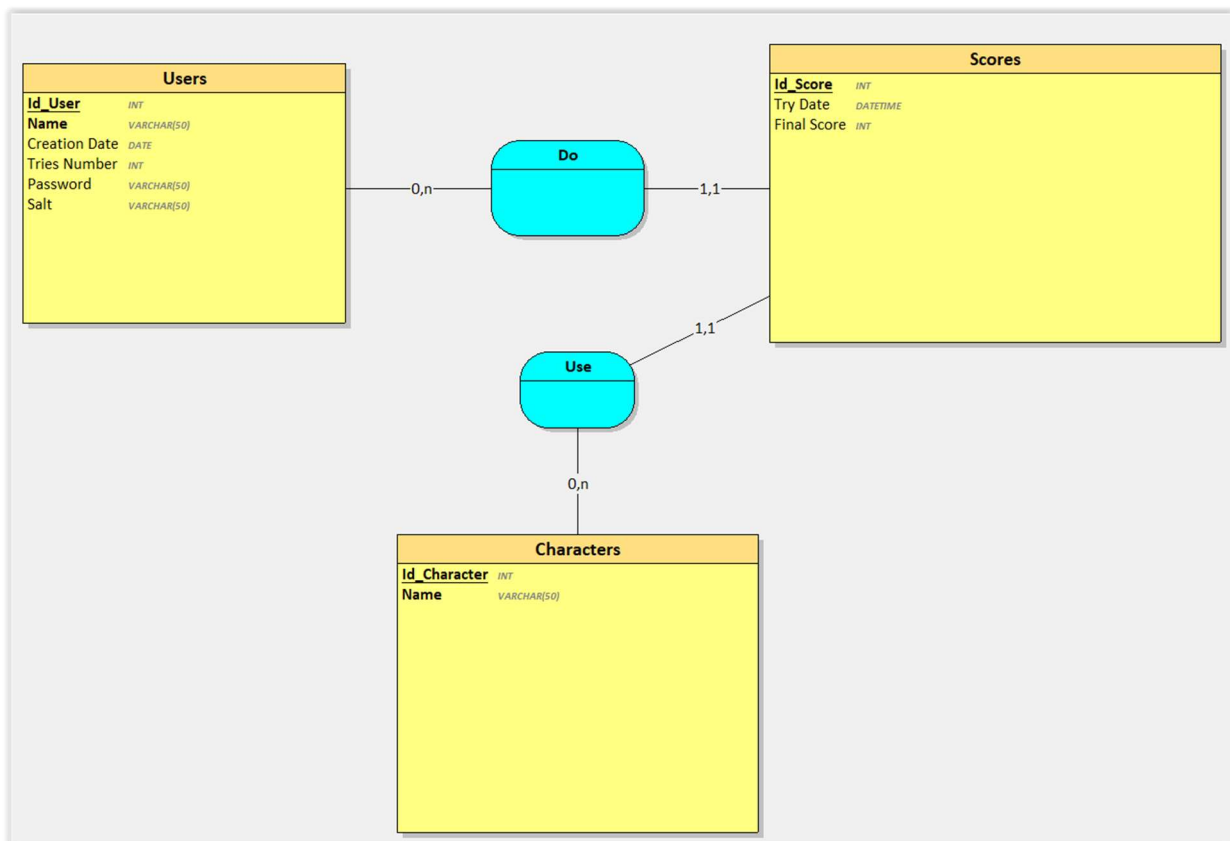 Users
Id_User INT
Name VARCHAR(50)
Creation Date DATE
Tries Number INT
Password VARCHAR(50)
Salt VARCHAR(50)
0,n
Do
1,1
Scores
Id_Score INT
Try Date DATETIME
Final Score INT
1,1
Use
0,n
Characters
Id_Character INT
Name VARCHAR(50)